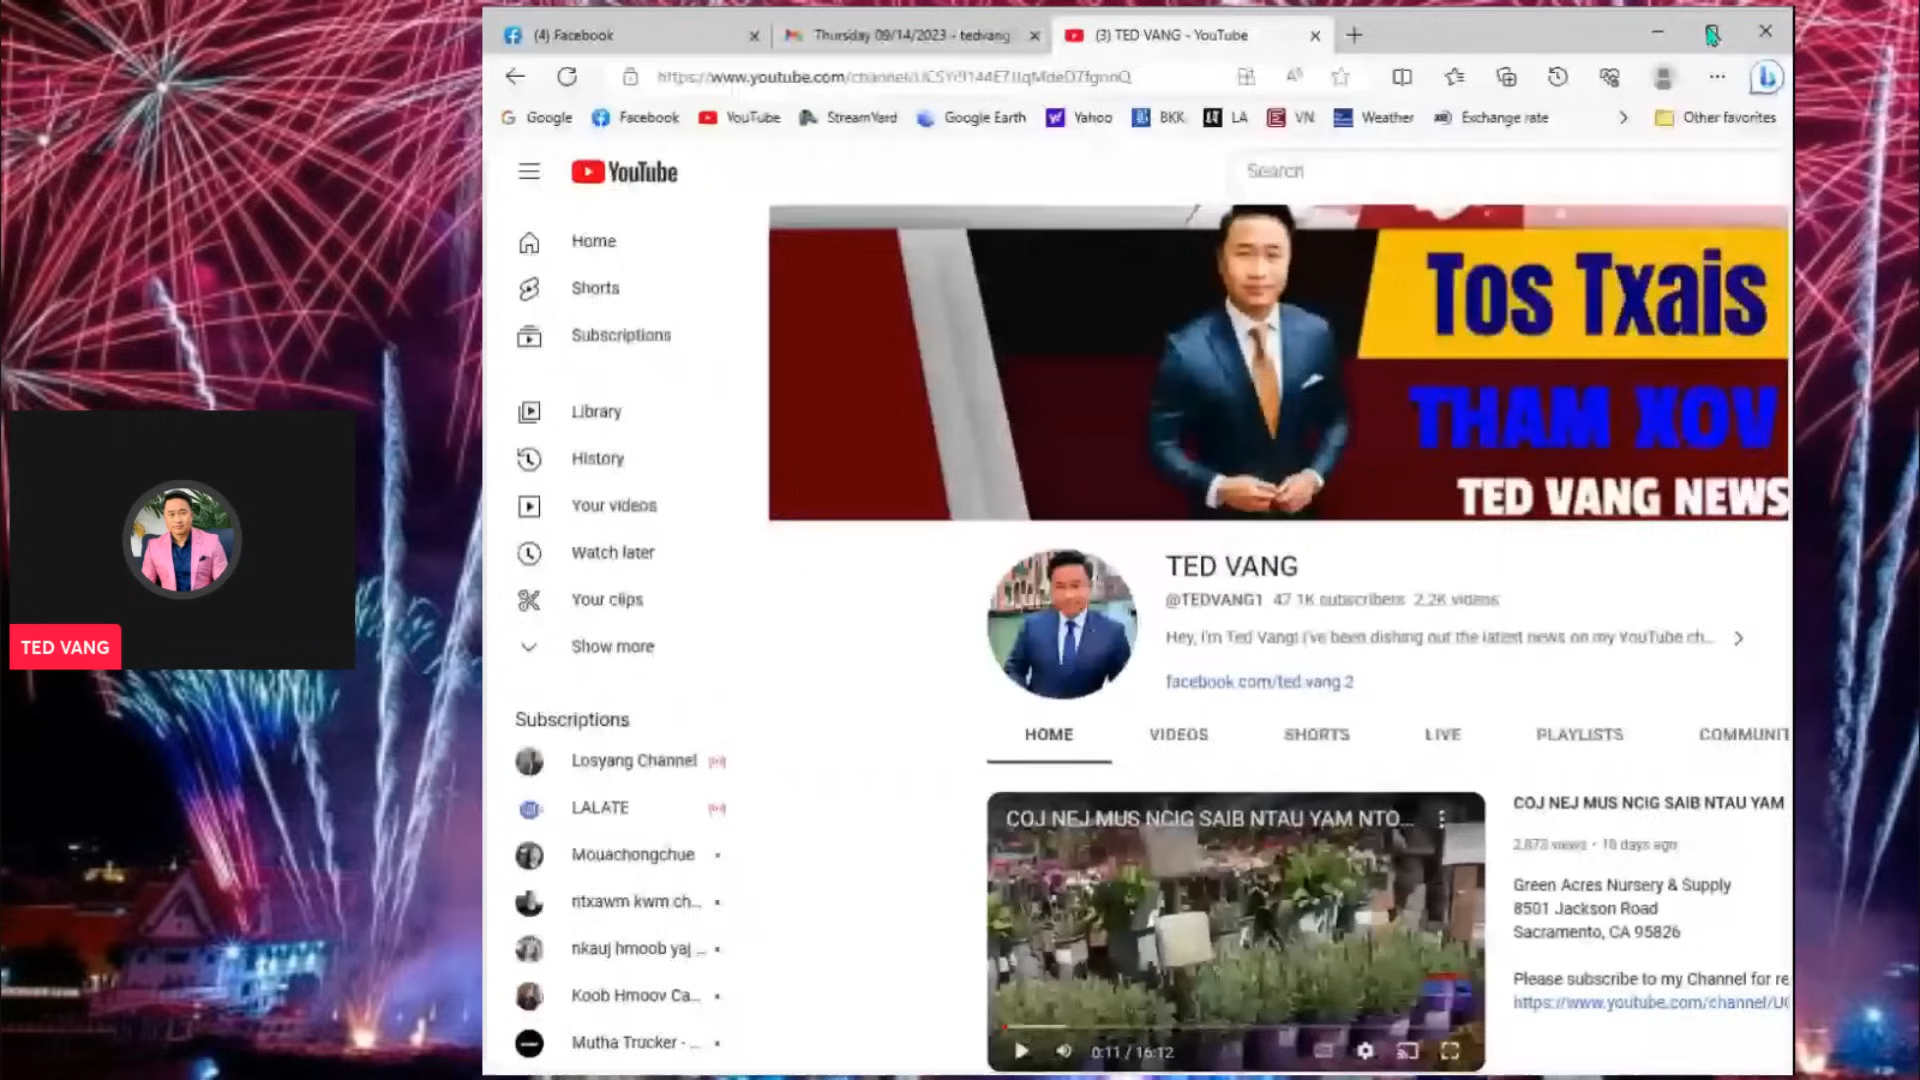 (4) Facebook
Thursday 09/14/2023 - tedvang
(3) TED VANG - YouTube
Google
Facebook
YouTube
StreamYard
Google Earth
Yahoo
BKK
LA
VN
Weather
Exchange rate
Other favorites
YouTube
Search
Home
Shorts
Subscriptions
Library
History
Your videos
Watch later
Your clips
Show more
Subscriptions
Losyang Channel
LALATE
Mouachongchue
ntxawm kwm ch...
nkauj hmoob yaj ...
Koob Hmoov Ca...
Mutha Trucker - ...
TED VANG
Tos Txais
THAM XOV
TED VANG NEWS
TED VANG
@TEDVANG1 47.1K subscribers 2.2K videos
Hey, I'm Ted Vang! I've been dishing out the latest news on my YouTube ch...
facebook.com/ted.vang.2
HOME
VIDEOS
SHORTS
LIVE
PLAYLISTS
COMMUNIT
COJ NEJ MUS NCIG SAIB NTAU YAM NTO...
0:11 / 16:12
COJ NEJ MUS NCIG SAIB NTAU YAM
2,873 views • 10 days ago
Green Acres Nursery & Supply
8501 Jackson Road
Sacramento, CA 95826
Please subscribe to my Channel for re
https://www.youtube.com/channel/U